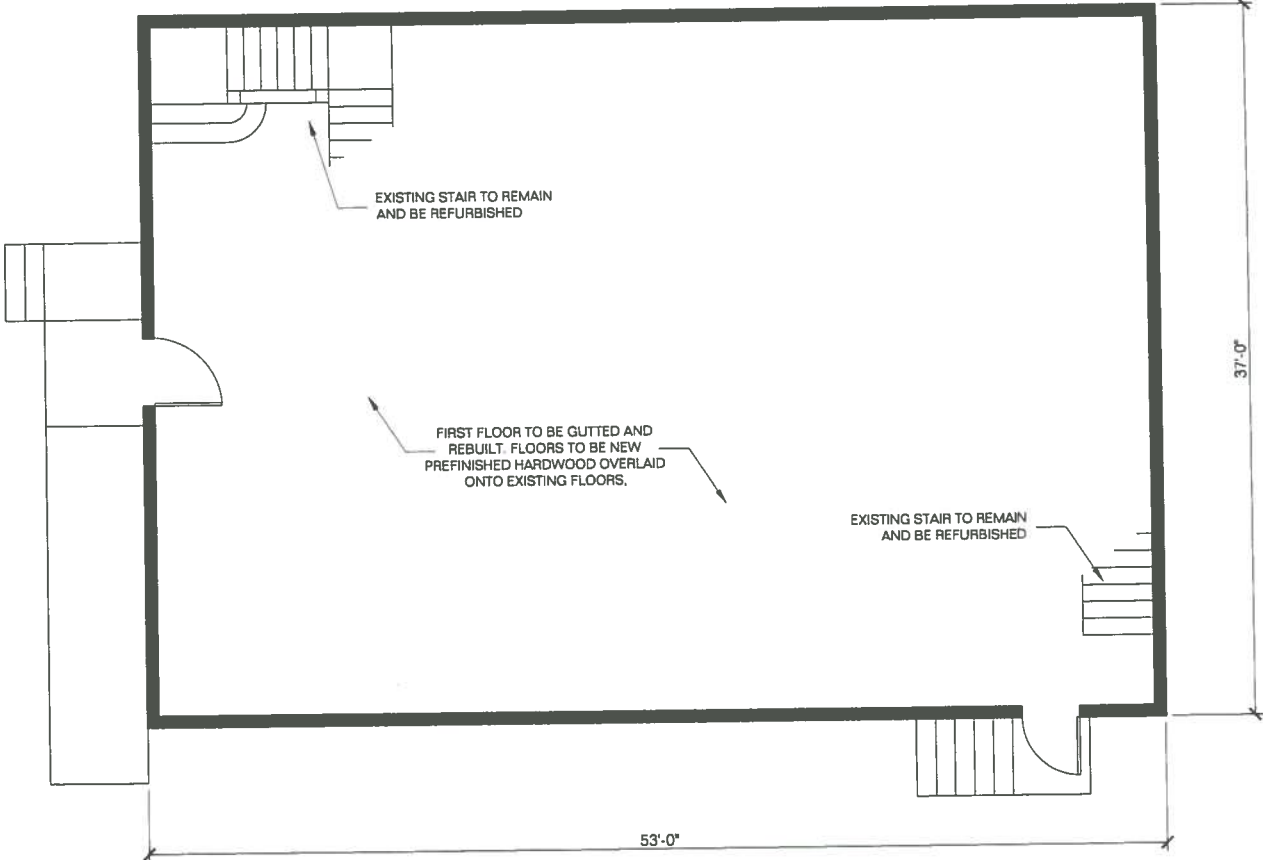 EXISTING STAIR TO REMAIN
AND BE REFURBISHED
37'-0"
FIRST FLOOR TO BE GUTTED AND
REBUILT. FLOORS TO BE NEW
PREFINISHED HARDWOOD OVERLAID
ONTO EXISTING FLOORS.
EXISTING STAIR TO REMAIN
AND BE REFURBISHED
53'-0"